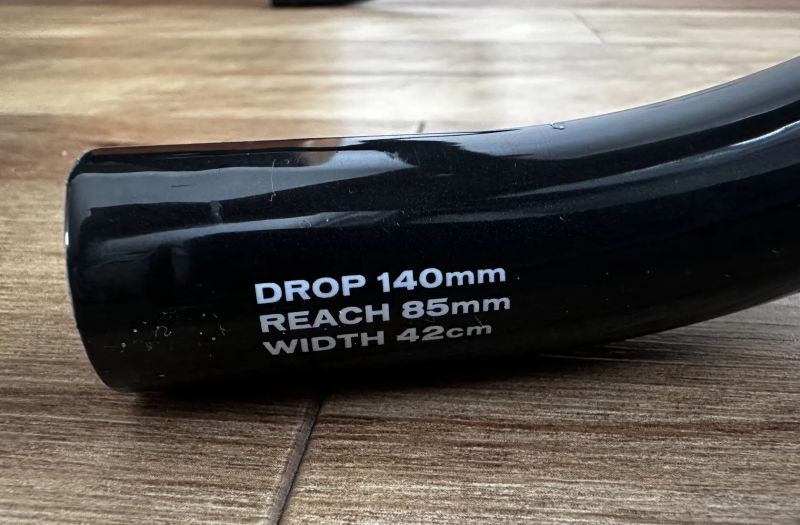 DROP 140mm
REACH 85mm
WIDTH 42cm